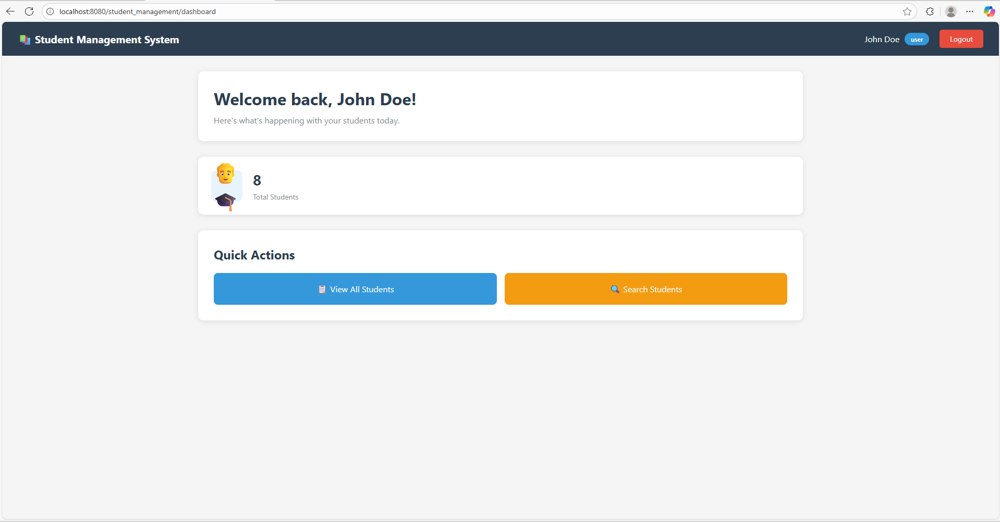 localhost:8080/student_management/dashboard
Student Management System
John Doe user Logout
Welcome back, John Doe!
Here's what's happening with your students today.
8
Total Students
Quick Actions
View All Students
Search Students